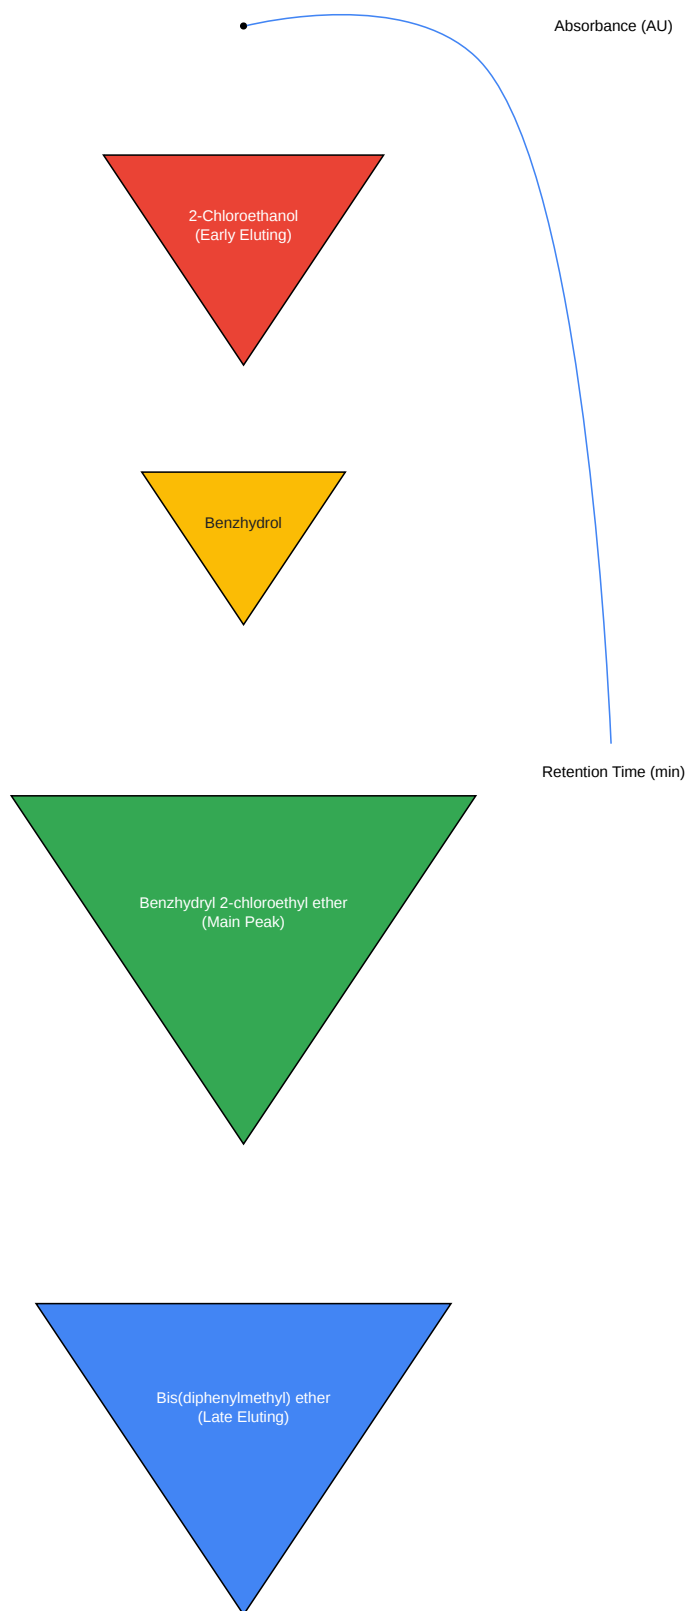 Absorbance (AU)
2-Chloroethanol
(Early Eluting)
Benzhydrol
Retention Time (min)
Benzhydryl 2-chloroethyl ether
(Main Peak)
Bis(diphenylmethyl) ether
(Late Eluting)